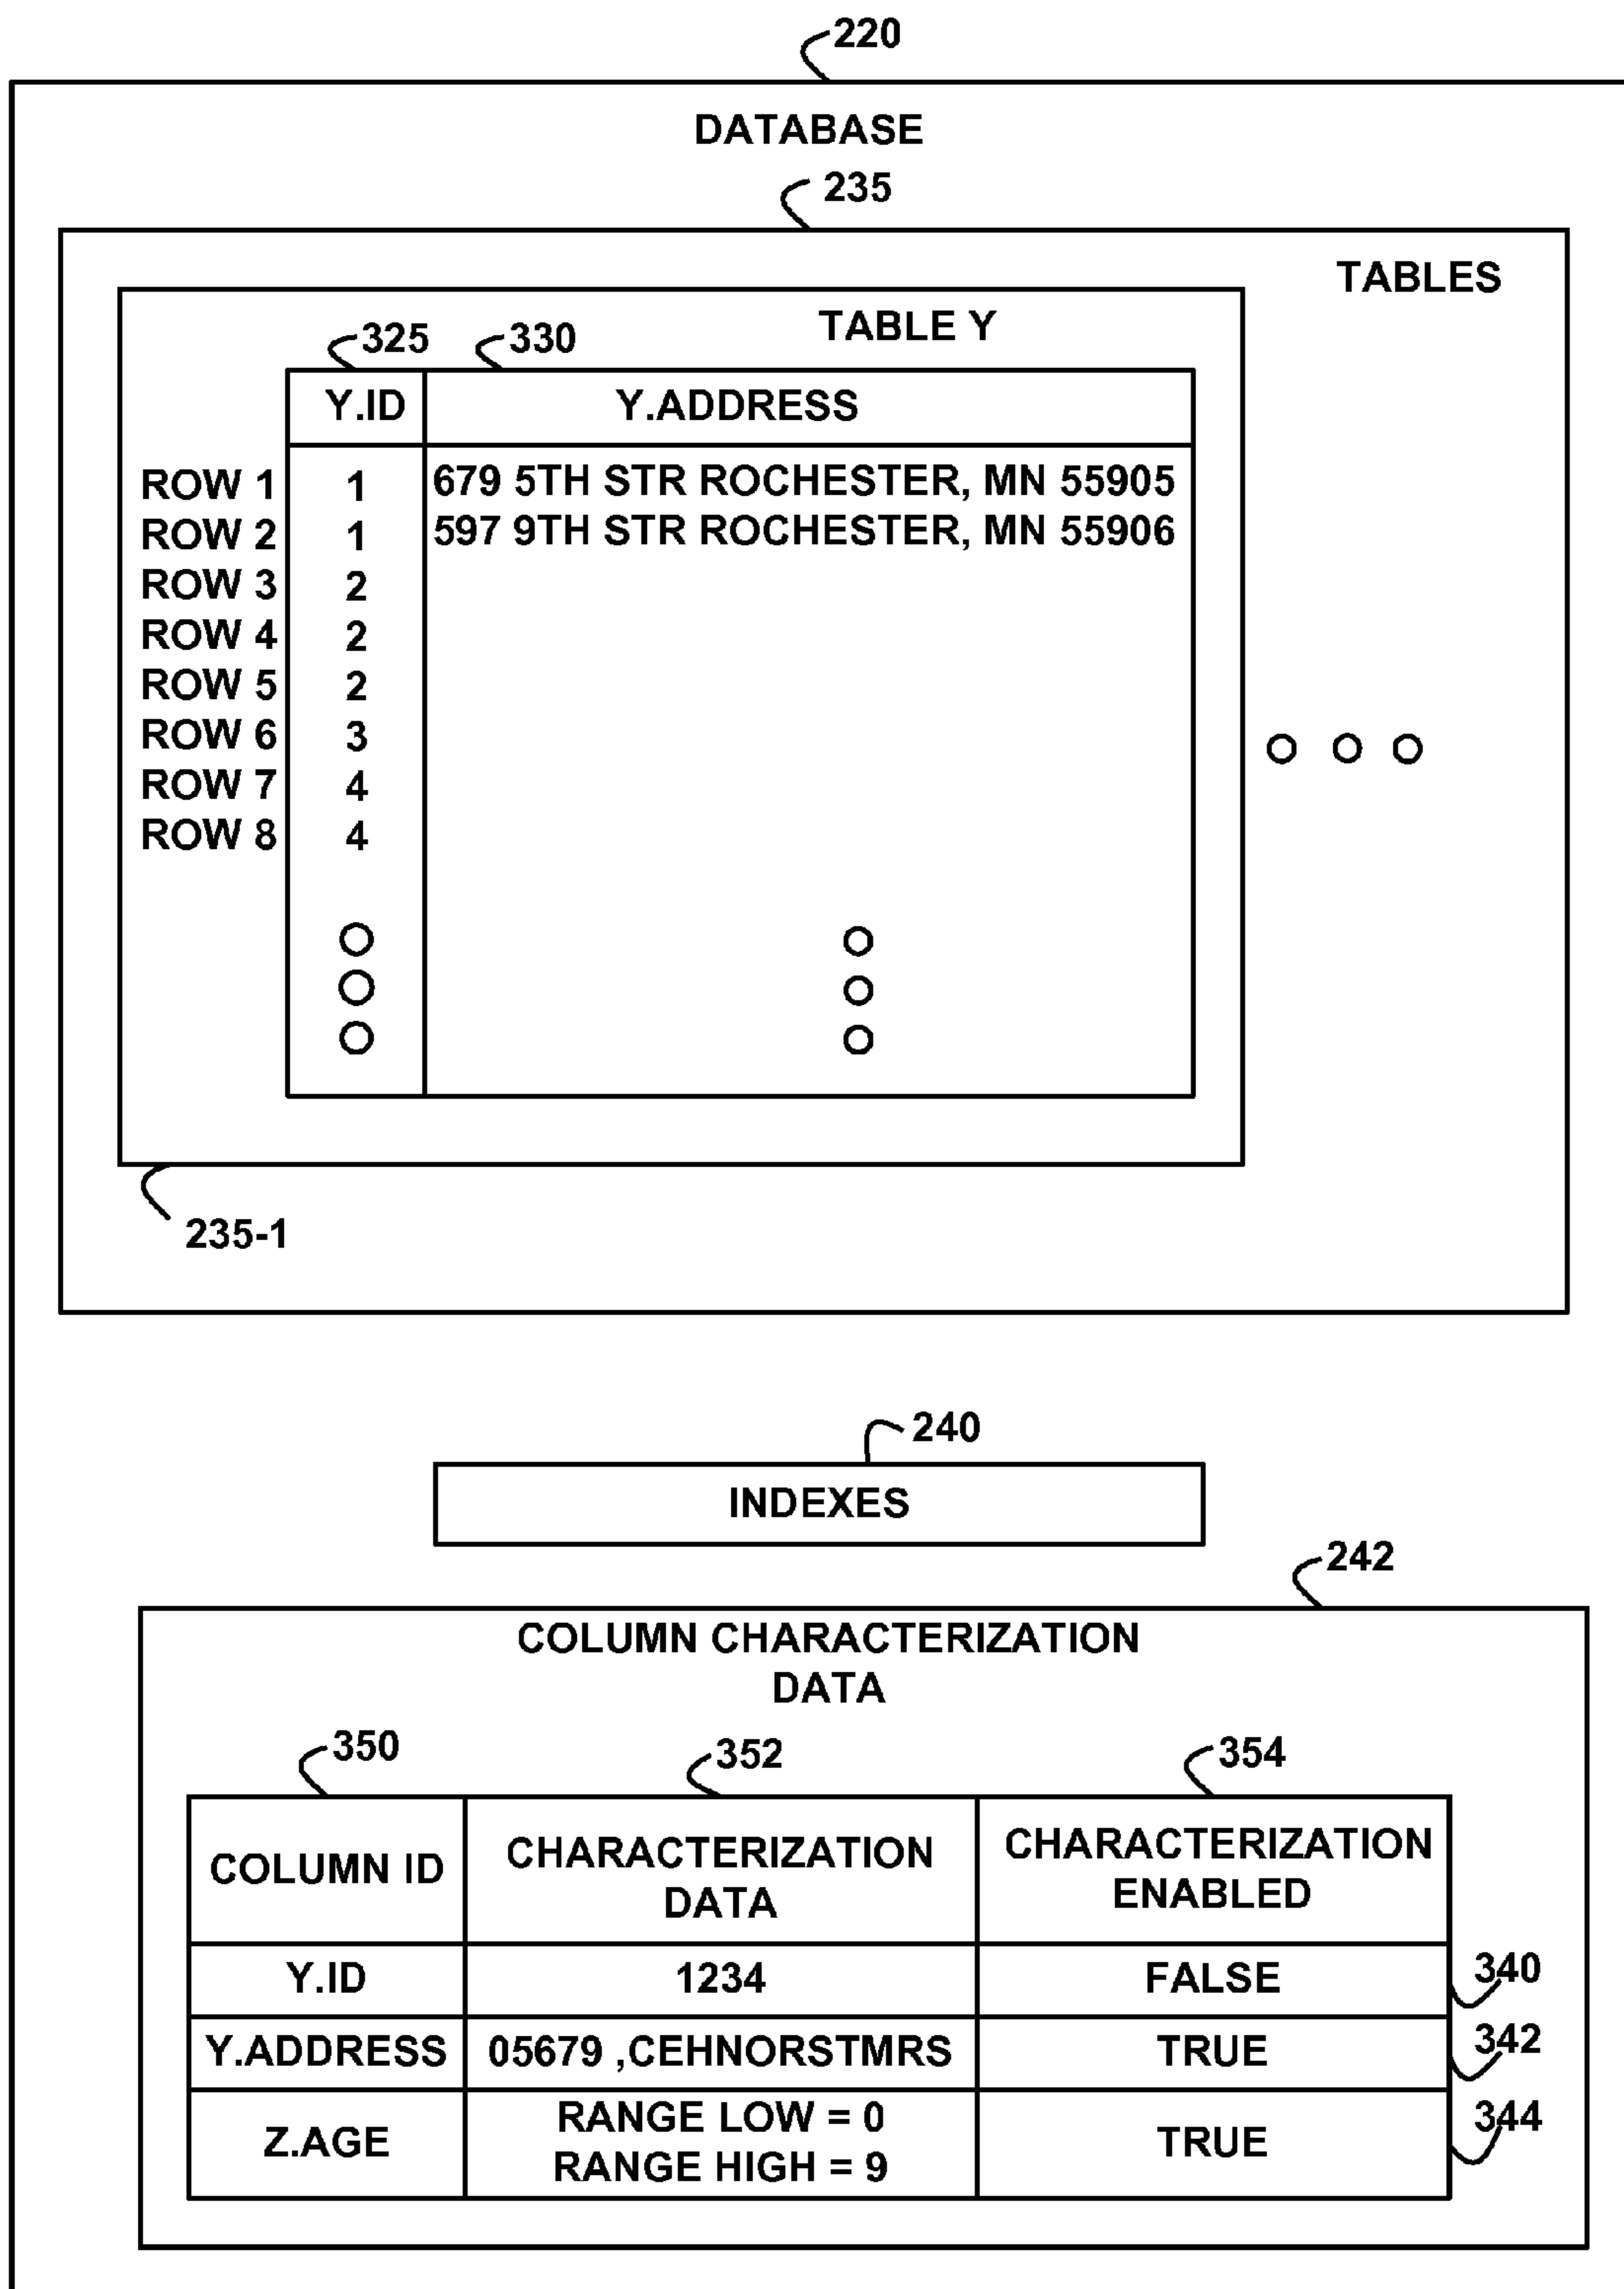 220
DATABASE
235
TABLES
TABLE Y
325 330
Y.ID Y.ADDRESS
ROW 1 1 679 5TH STR ROCHESTER, MN 55905
ROW 2 1 597 9TH STR ROCHESTER, MN 55906
ROW 3 2
ROW 4 2
ROW 5 2
ROW 6 3
ROW 7 4
ROW 8 4
235-1
240
INDEXES
242
COLUMN CHARACTERIZATION
DATA
350 352 354
COLUMN ID CHARACTERIZATION DATA CHARACTERIZATION ENABLED
Y.ID 1234 FALSE 340
Y.ADDRESS 05679 ,CEHNORSTMRS TRUE 342
Z.AGE RANGE LOW = 0 TRUE 344
RANGE HIGH = 9